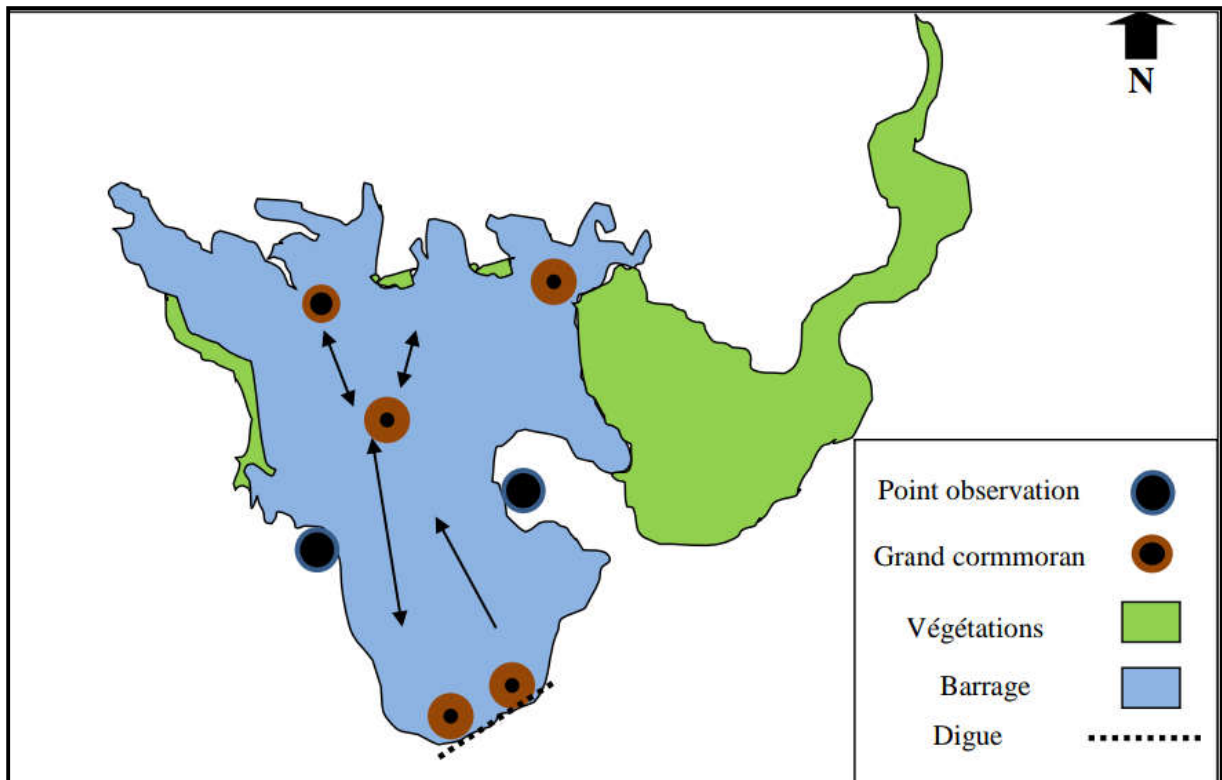 N
Point observation
Grand cormmoran
Végétations
Barrage
Digue